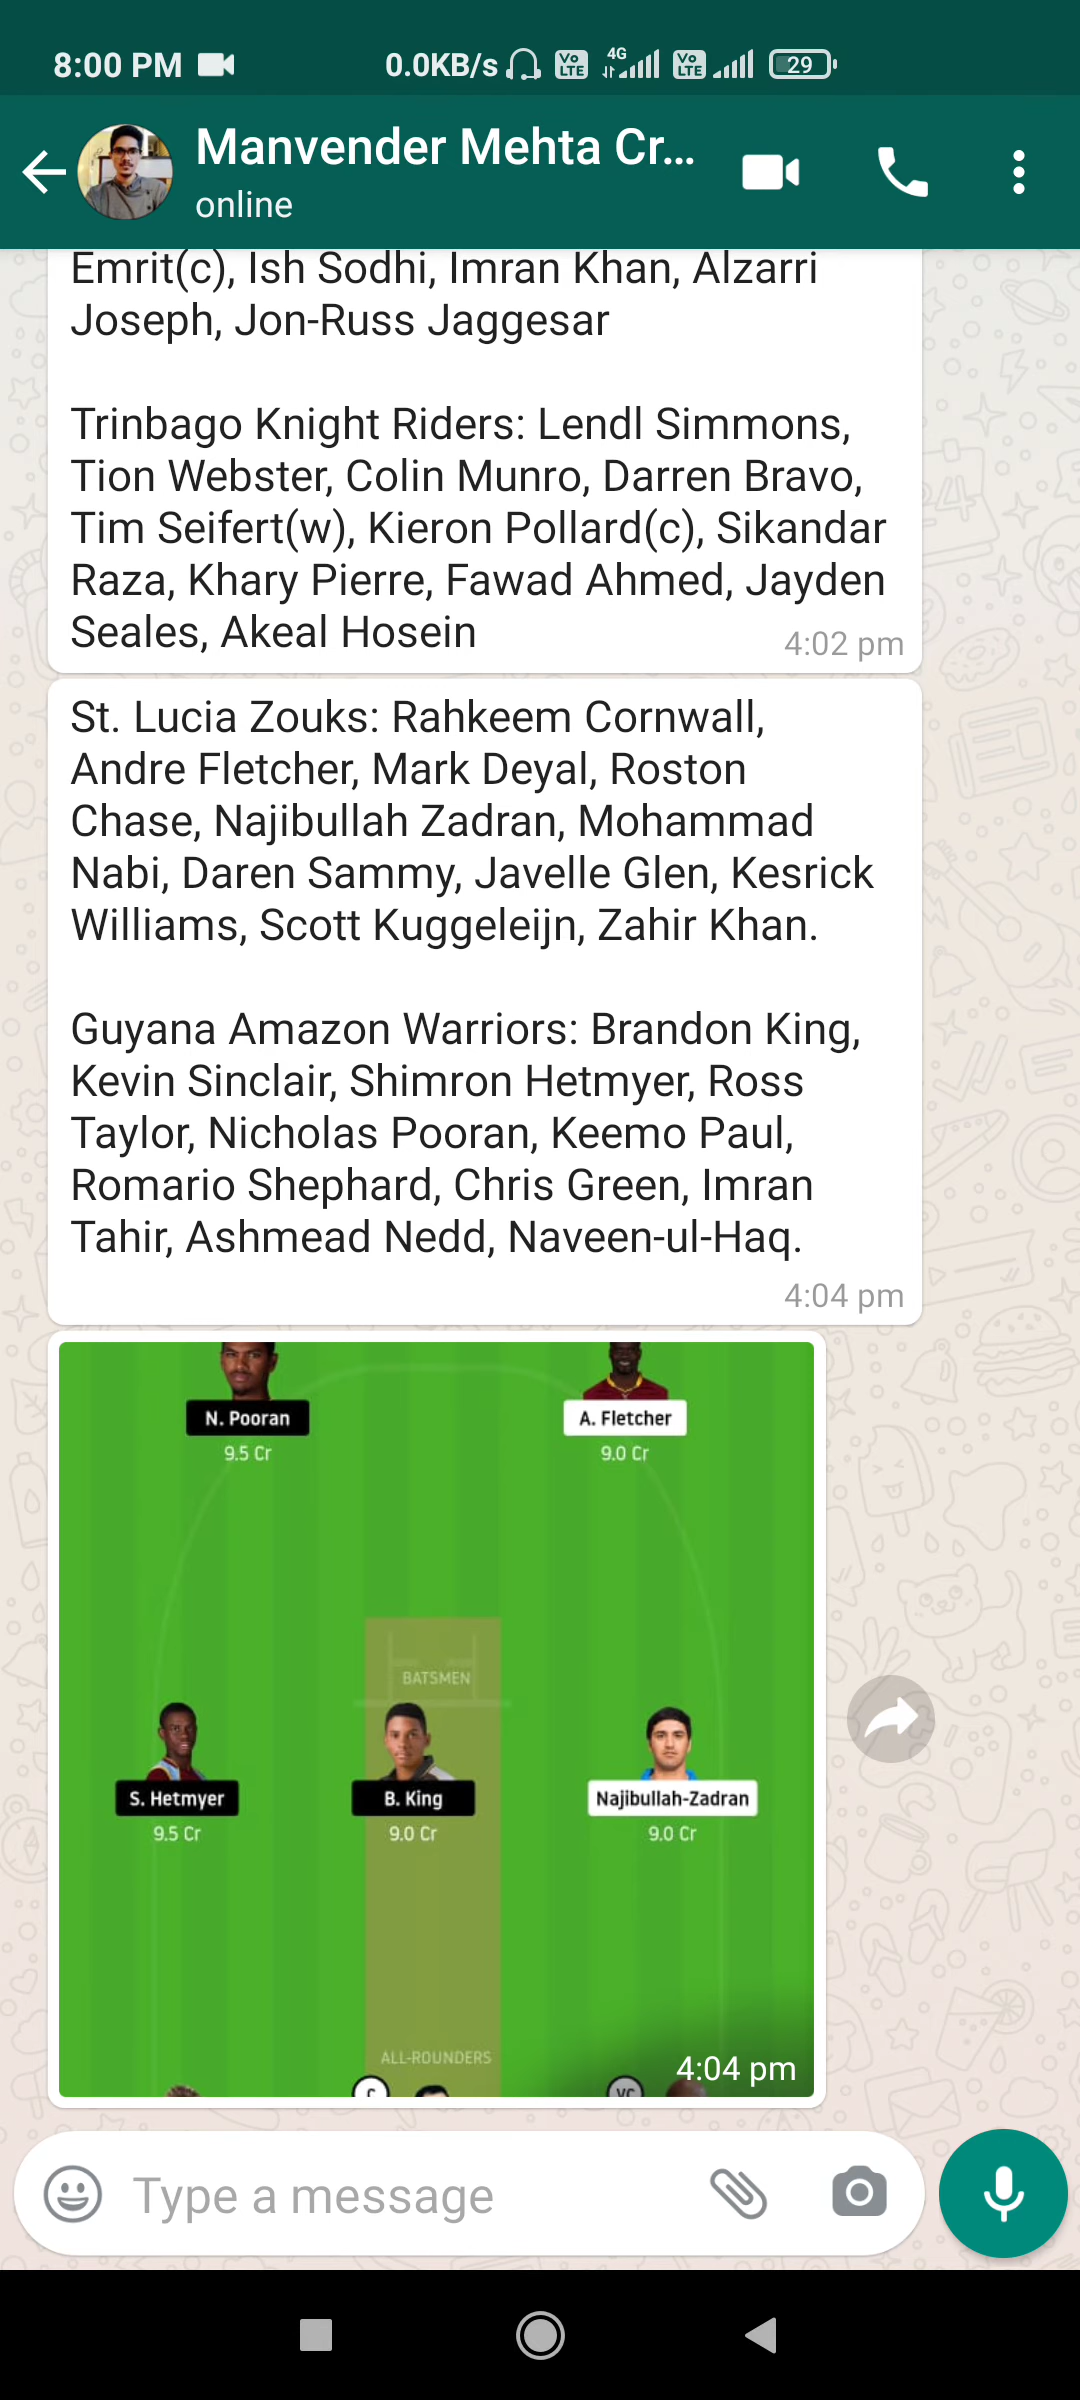 8:00 PM
0.0KB/s
Vo LTE
4G
Vo LTE
29
Manvender Mehta Cr...
online
Emrit(c), Ish Sodhi, Imran Khan, Alzarri
Joseph, Jon-Russ Jaggesar
Trinbago Knight Riders: Lendl Simmons,
Tion Webster, Colin Munro, Darren Bravo,
Tim Seifert(w), Kieron Pollard(c), Sikandar
Raza, Khary Pierre, Fawad Ahmed, Jayden
Seales, Akeal Hosein
4:02 pm
St. Lucia Zouks: Rahkeem Cornwall,
Andre Fletcher, Mark Deyal, Roston
Chase, Najibullah Zadran, Mohammad
Nabi, Daren Sammy, Javelle Glen, Kesrick
Williams, Scott Kuggeleijn, Zahir Khan.
Guyana Amazon Warriors: Brandon King,
Kevin Sinclair, Shimron Hetmyer, Ross
Taylor, Nicholas Pooran, Keemo Paul,
Romario Shephard, Chris Green, Imran
Tahir, Ashmead Nedd, Naveen-ul-Haq.
4:04 pm
N. Pooran
9.5 Cr
A. Fletcher
9.0 Cr
BATSMEN
S. Hetmyer
9.5 Cr
B. King
9.0 Cr
Najibullah-Zadran
9.0 Cr
ALL-ROUNDERS
C
VC
4:04 pm
Type a message